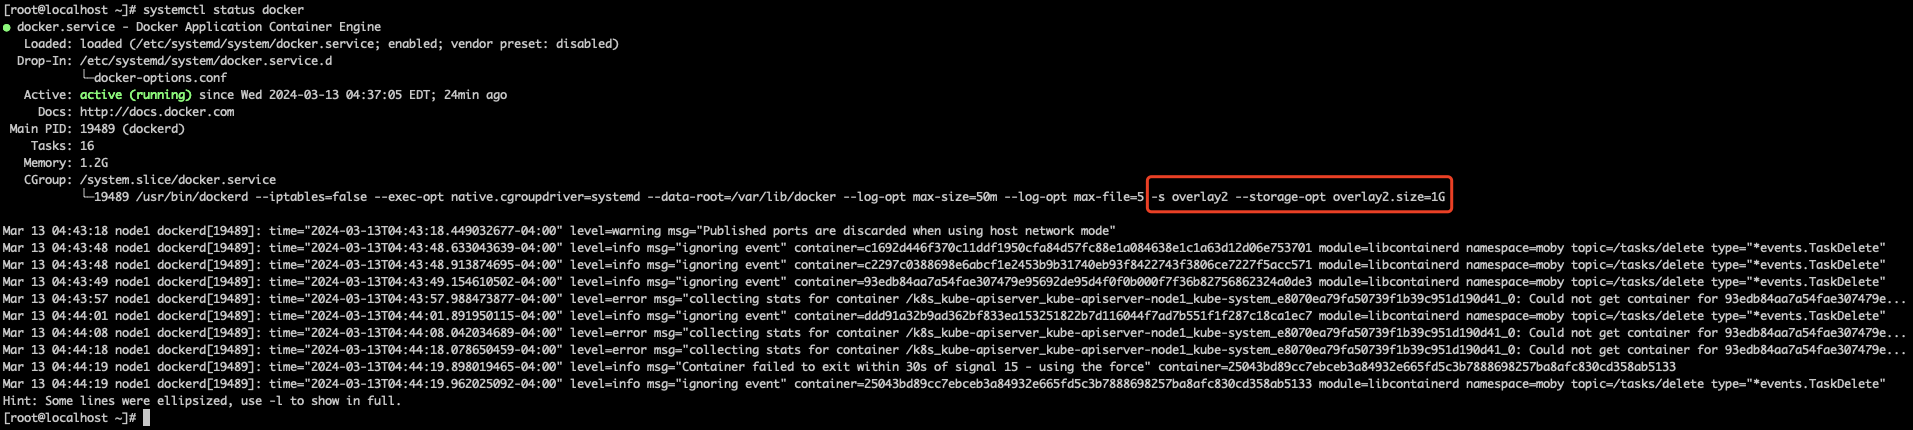 [root@localhost ~]# systemctl status docker
● docker.service - Docker Application Container Engine
   Loaded: loaded (/etc/systemd/system/docker.service; enabled; vendor preset: disabled)
  Drop-In: /etc/systemd/system/docker.service.d
           └─docker-options.conf
   Active: active (running) since Wed 2024-03-13 04:37:05 EDT; 24min ago
     Docs: http://docs.docker.com
 Main PID: 19489 (dockerd)
    Tasks: 16
   Memory: 1.2G
   CGroup: /system.slice/docker.service
           └─19489 /usr/bin/dockerd --iptables=false --exec-opt native.cgroupdriver=systemd --data-root=/var/lib/docker --log-opt max-size=50m --log-opt max-file=5 -s overlay2 --storage-opt overlay2.size=1G
Mar 13 04:43:18 node1 dockerd[19489]: time="2024-03-13T04:43:18.449032677-04:00" level=warning msg="Published ports are discarded when using host network mode"
Mar 13 04:43:48 node1 dockerd[19489]: time="2024-03-13T04:43:48.633043639-04:00" level=info msg="ignoring event" container=c1692d446f370c11ddf1950cfa84d57fc88e1a084638e1c1a63d12d06e753701 module=libcontainerd namespace=moby topic=/tasks/delete type="*events.TaskDelete"
Mar 13 04:43:48 node1 dockerd[19489]: time="2024-03-13T04:43:48.913874695-04:00" level=info msg="ignoring event" container=c2297c0388698e6abcf1e2453b9b31740eb93f8422743f3806ce7227f5acc571 module=libcontainerd namespace=moby topic=/tasks/delete type="*events.TaskDelete"
Mar 13 04:43:49 node1 dockerd[19489]: time="2024-03-13T04:43:49.154610502-04:00" level=info msg="ignoring event" container=93edb84aa7a54fae307479e95692de95d4f0f0b000f7f36b82756862324a0de3 module=libcontainerd namespace=moby topic=/tasks/delete type="*events.TaskDelete"
Mar 13 04:43:57 node1 dockerd[19489]: time="2024-03-13T04:43:57.988473877-04:00" level=error msg="collecting stats for container /k8s_kube-apiserver_kube-apiserver-node1_kube-system_e8070ea79fa50739f1b39c951d190d41_0: Could not get container for 93edb84aa7a54fae307479e...
Mar 13 04:44:01 node1 dockerd[19489]: time="2024-03-13T04:44:01.891950115-04:00" level=info msg="ignoring event" container=ddd91a32b9ad362bf833ea153251822b7d116044f7ad7b551f1f287c18ca1ec7 module=libcontainerd namespace=moby topic=/tasks/delete type="*events.TaskDelete"
Mar 13 04:44:08 node1 dockerd[19489]: time="2024-03-13T04:44:08.042034689-04:00" level=error msg="collecting stats for container /k8s_kube-apiserver_kube-apiserver-node1_kube-system_e8070ea79fa50739f1b39c951d190d41_0: Could not get container for 93edb84aa7a54fae307479e...
Mar 13 04:44:18 node1 dockerd[19489]: time="2024-03-13T04:44:18.078650459-04:00" level=error msg="collecting stats for container /k8s_kube-apiserver_kube-apiserver-node1_kube-system_e8070ea79fa50739f1b39c951d190d41_0: Could not get container for 93edb84aa7a54fae307479e...
Mar 13 04:44:19 node1 dockerd[19489]: time="2024-03-13T04:44:19.898019465-04:00" level=info msg="Container failed to exit within 30s of signal 15 - using the force" container=25043bd89cc7ebceb3a84932e665fd5c3b7888698257ba8afc830cd358ab5133
Mar 13 04:44:19 node1 dockerd[19489]: time="2024-03-13T04:44:19.962025092-04:00" level=info msg="ignoring event" container=25043bd89cc7ebceb3a84932e665fd5c3b7888698257ba8afc830cd358ab5133 module=libcontainerd namespace=moby topic=/tasks/delete type="*events.TaskDelete"
Hint: Some lines were ellipsized, use -l to show in full.
[root@localhost ~]#